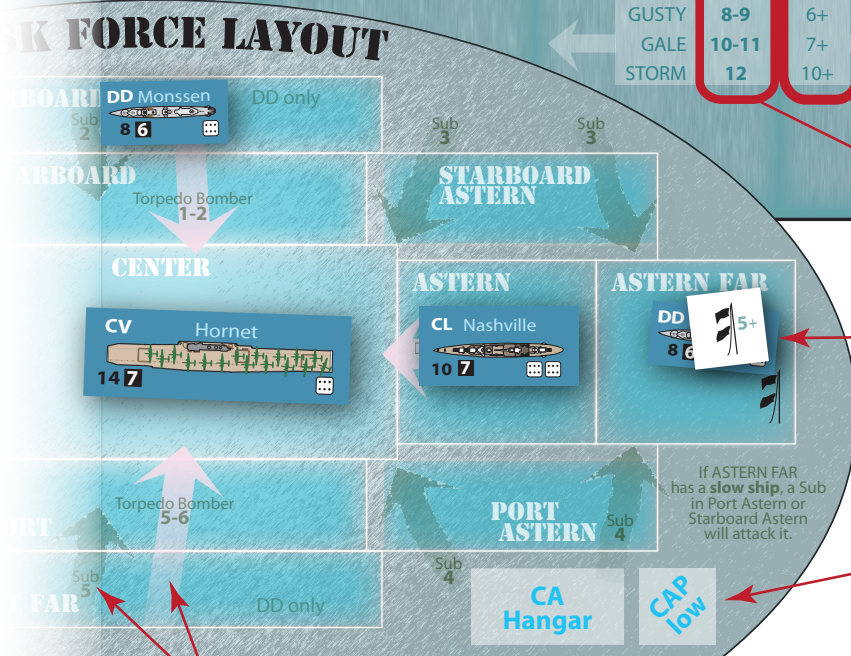 SK FORCE LAYOUT
GUSTY 8-9 6+
GALE 10-11 7+
STORM 12 10+
DD Monssen
8 6
DD only
Sub
2
Sub
3
Sub
3
Torpedo Bomber
1-2
STARBOARD
ASTERN
CENTER
ASTERN
ASTERN FAR
CV Hornet
14 7
CL Nashville
10 7
DD
8 6
5+
Torpedo Bomber
5-6
PORT
ASTERN
Sub
4
Sub
4
If ASTERN FAR
has a slow ship, a Sub
in Port Astern or
Starboard Astern
will attack it.
Sub
5
FAR
DD only
CA
Hangar
CAP
low